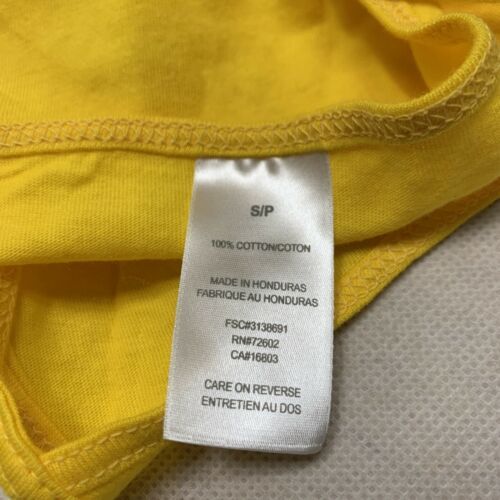 S/P
100% COTTON/COTON
MADE IN HONDURAS
FABRIQUE AU HONDURAS
FSC#3138691
RN#72602
CA#16803
CARE ON REVERSE
ENTRETIEN AU DOS